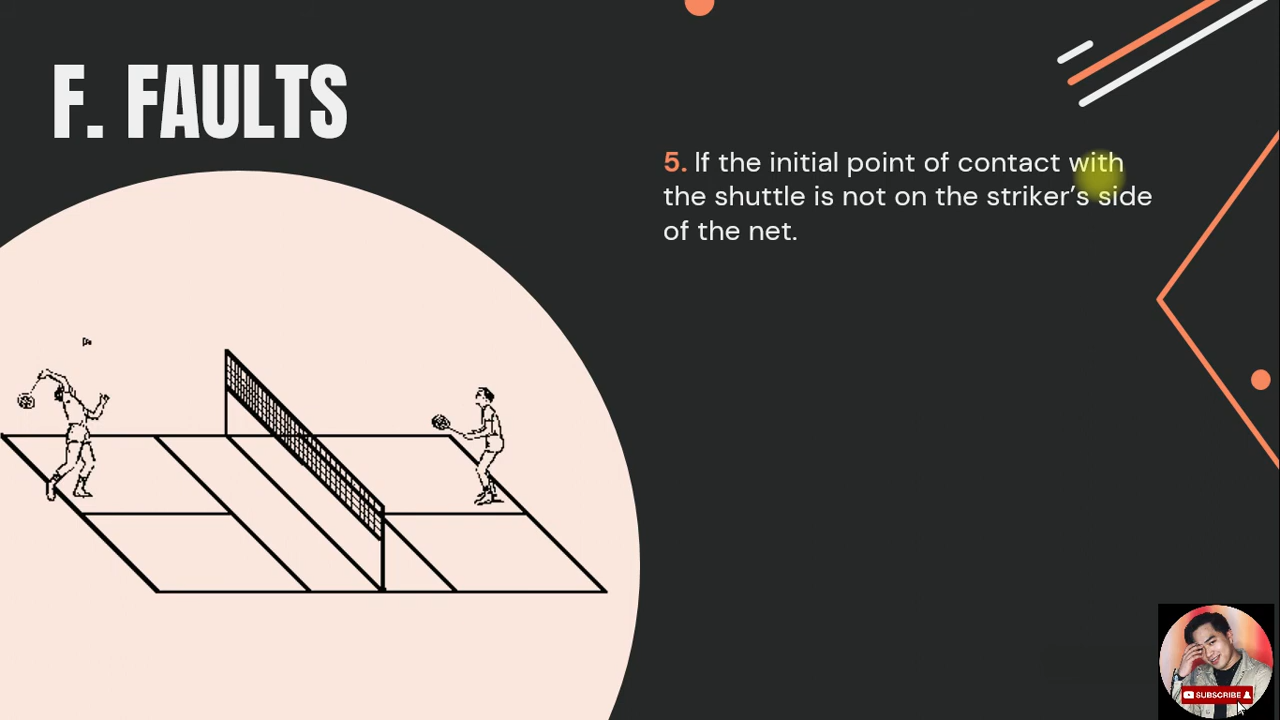 F. FAULTS
5. If the initial point of contact with
the shuttle is not on the striker’s side
of the net.
SUBSCRIBE